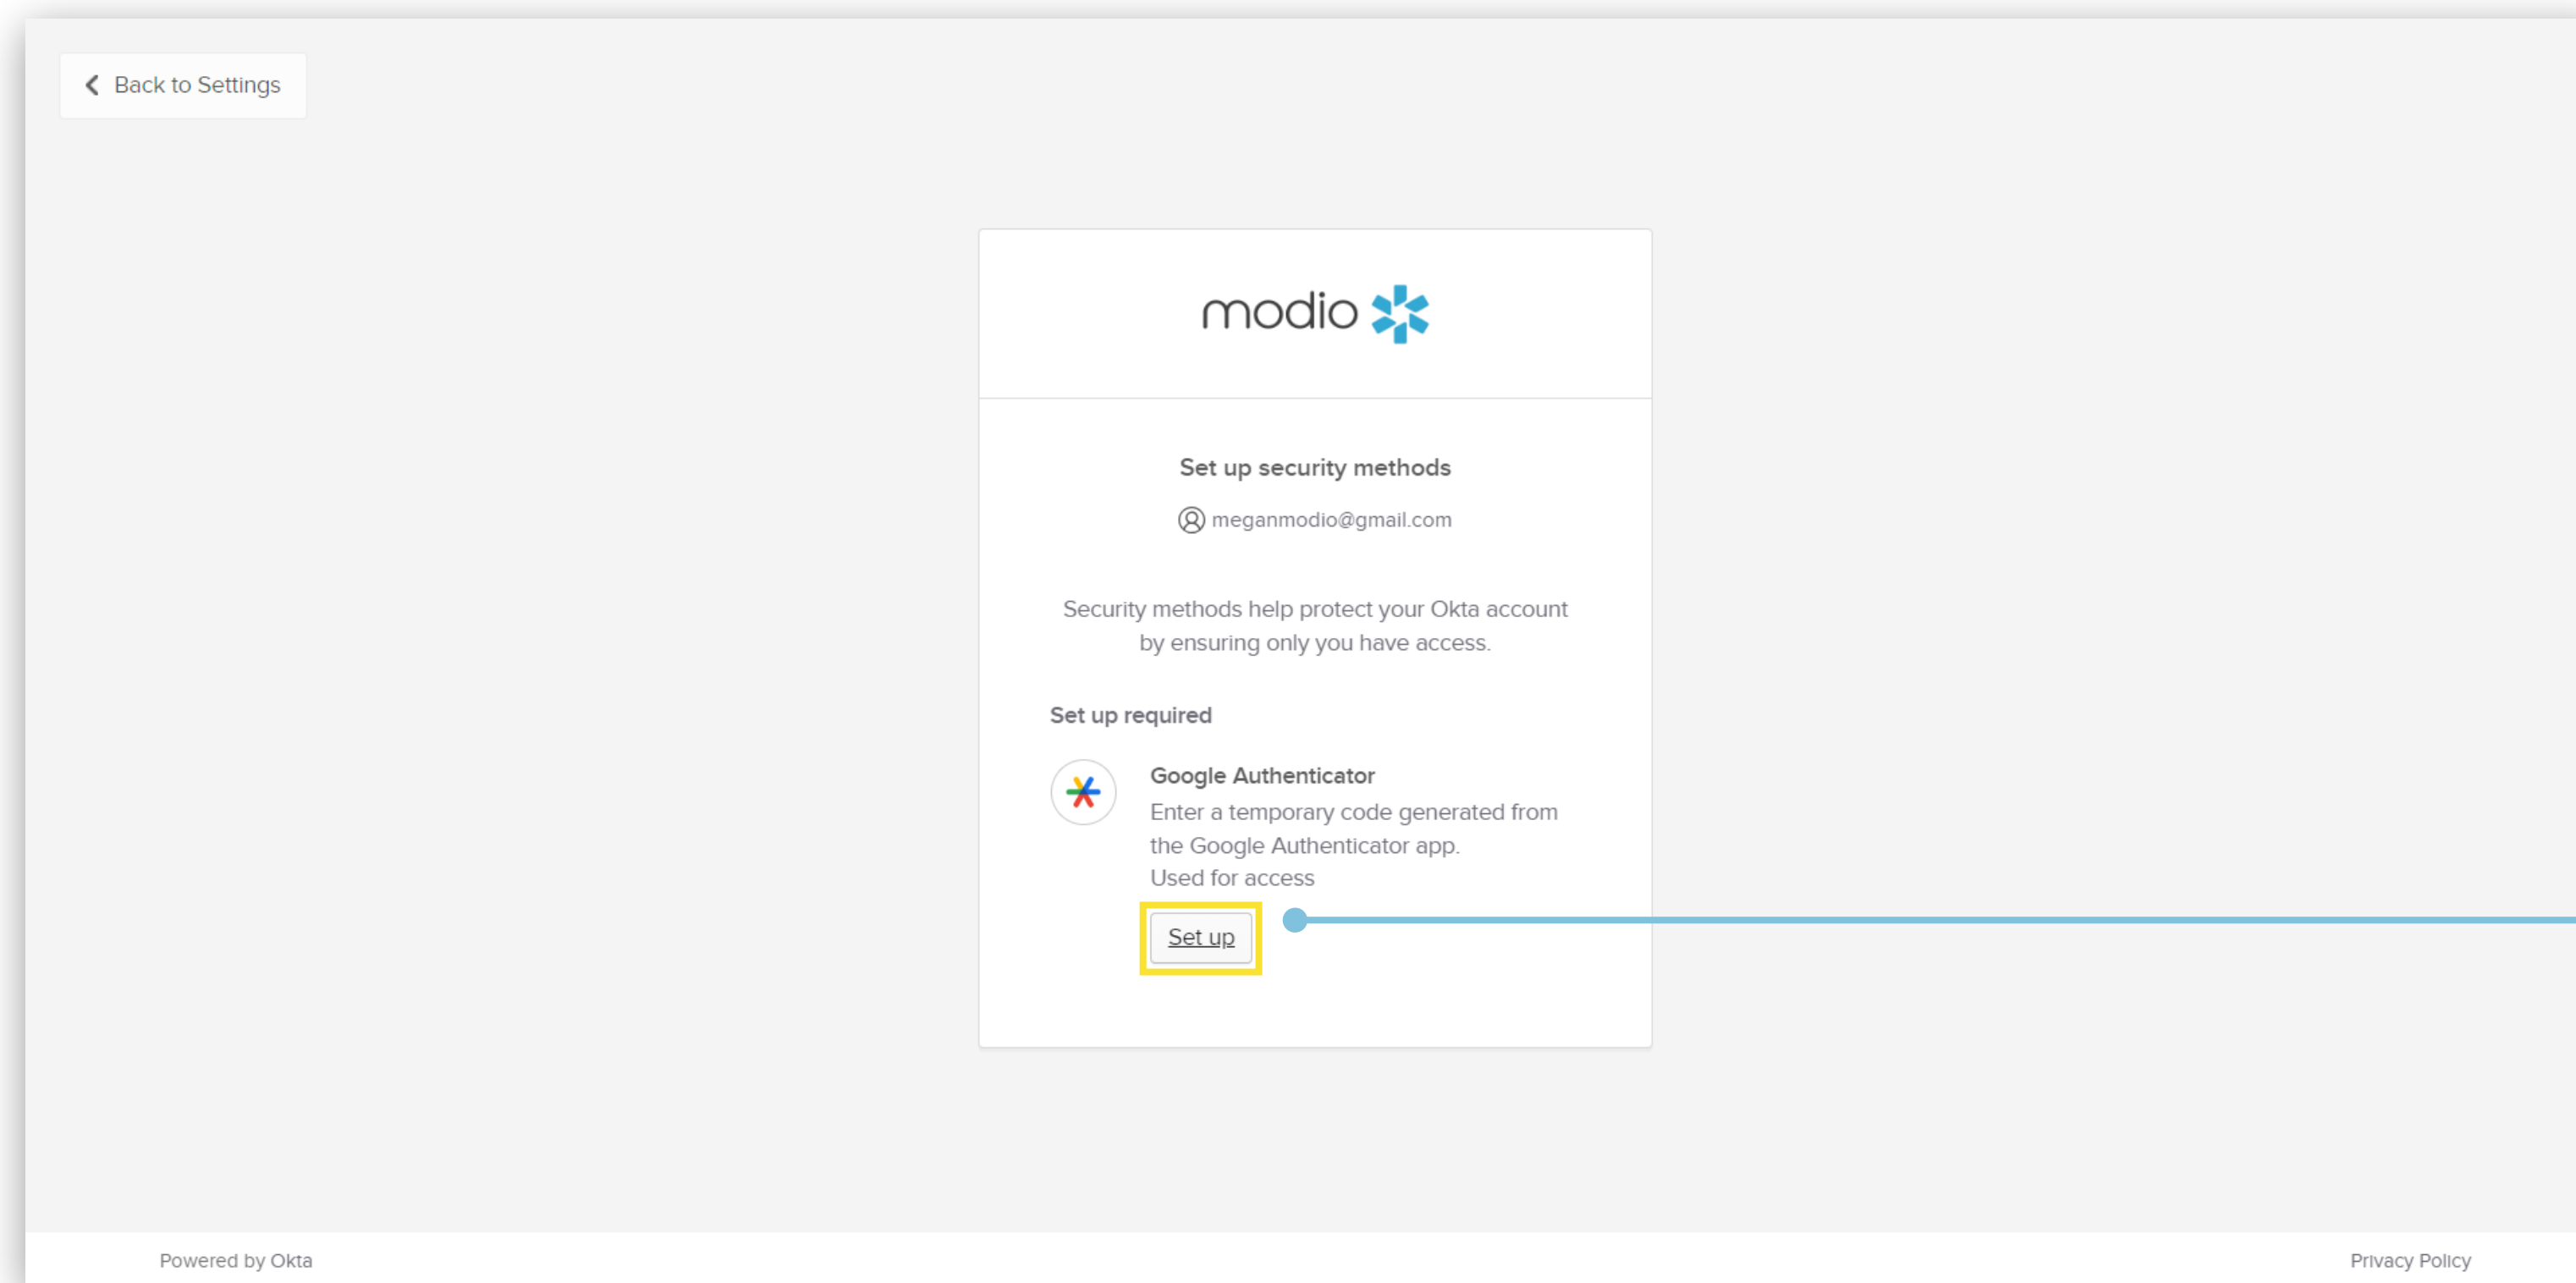 Back to Settings
modio
Set up security methods
meganmodio@gmail.com
Security methods help protect your Okta account
by ensuring only you have access.
Set up required
Google Authenticator
Enter a temporary code generated from
the Google Authenticator app.
Used for access
Set up
Powered by Okta
Privacy Policy